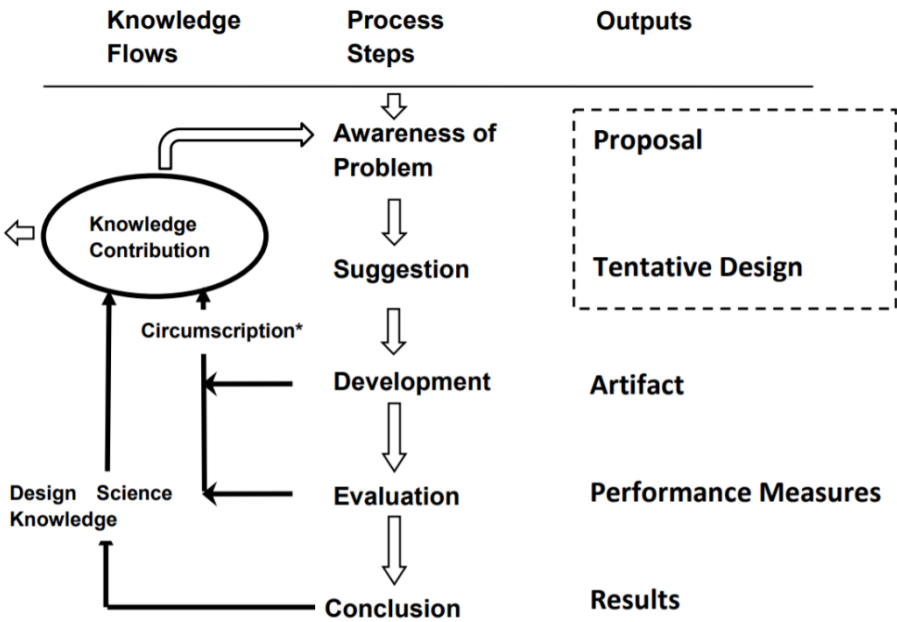 Knowledge
Flows
Process
Steps
Outputs
Awareness of
Problem
Proposal
Knowledge
Contribution
Suggestion
Tentative Design
Circumscription*
Development
Artifact
Design Science
Knowledge
Evaluation
Performance Measures
Conclusion
Results